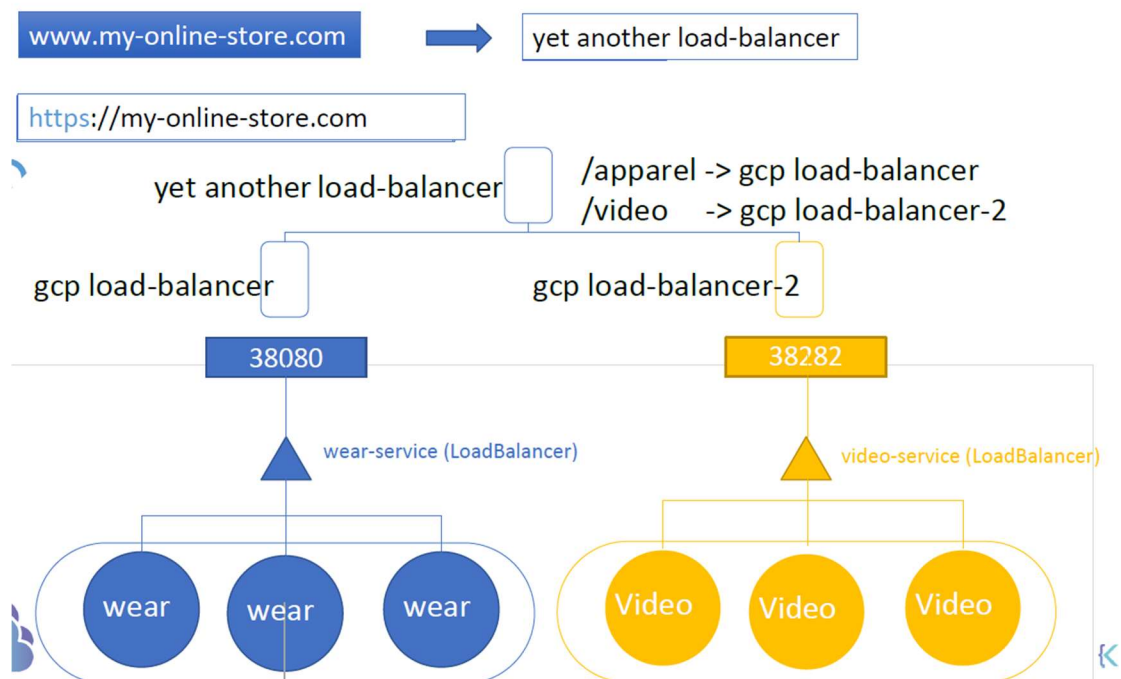 www.my-online-store.com
yet another load-balancer
https://my-online-store.com
yet another load-balancer
/apparel -> gcp load-balancer
/video -> gcp load-balancer-2
gcp load-balancer
gcp load-balancer-2
38080
38282
wear-service (LoadBalancer)
video-service (LoadBalancer)
wear
wear
wear
Video
Video
Video